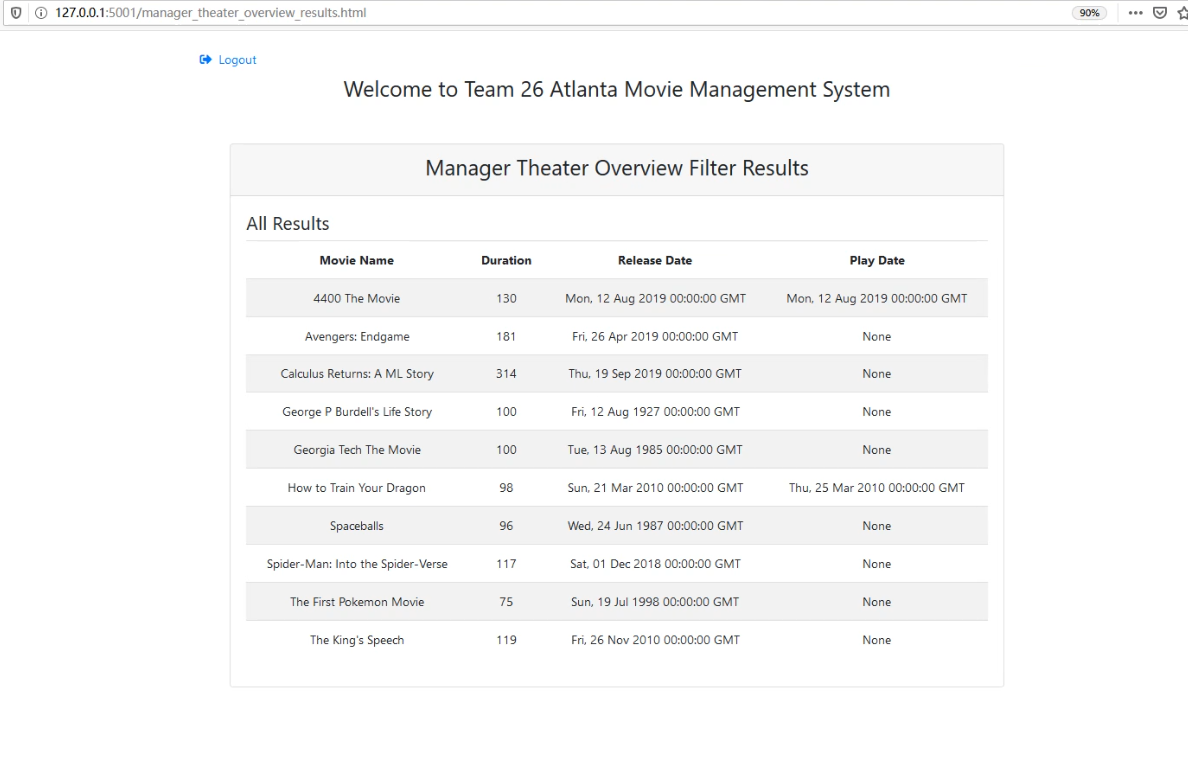 127.0.0.1:5001/manager_theater_overview_results.html 90%
Logout
Welcome to Team 26 Atlanta Movie Management System
Manager Theater Overview Filter Results
All Results
Movie Name Duration Release Date Play Date
4400 The Movie 130 Mon, 12 Aug 2019 00:00:00 GMT Mon, 12 Aug 2019 00:00:00 GMT
Avengers: Endgame 181 Fri, 26 Apr 2019 00:00:00 GMT None
Calculus Returns: A ML Story 314 Thu, 19 Sep 2019 00:00:00 GMT None
George P Burdell's Life Story 100 Fri, 12 Aug 1927 00:00:00 GMT None
Georgia Tech The Movie 100 Tue, 13 Aug 1985 00:00:00 GMT None
How to Train Your Dragon 98 Sun, 21 Mar 2010 00:00:00 GMT Thu, 25 Mar 2010 00:00:00 GMT
Spaceballs 96 Wed, 24 Jun 1987 00:00:00 GMT None
Spider-Man: Into the Spider-Verse 117 Sat, 01 Dec 2018 00:00:00 GMT None
The First Pokemon Movie 75 Sun, 19 Jul 1998 00:00:00 GMT None
The King's Speech 119 Fri, 26 Nov 2010 00:00:00 GMT None